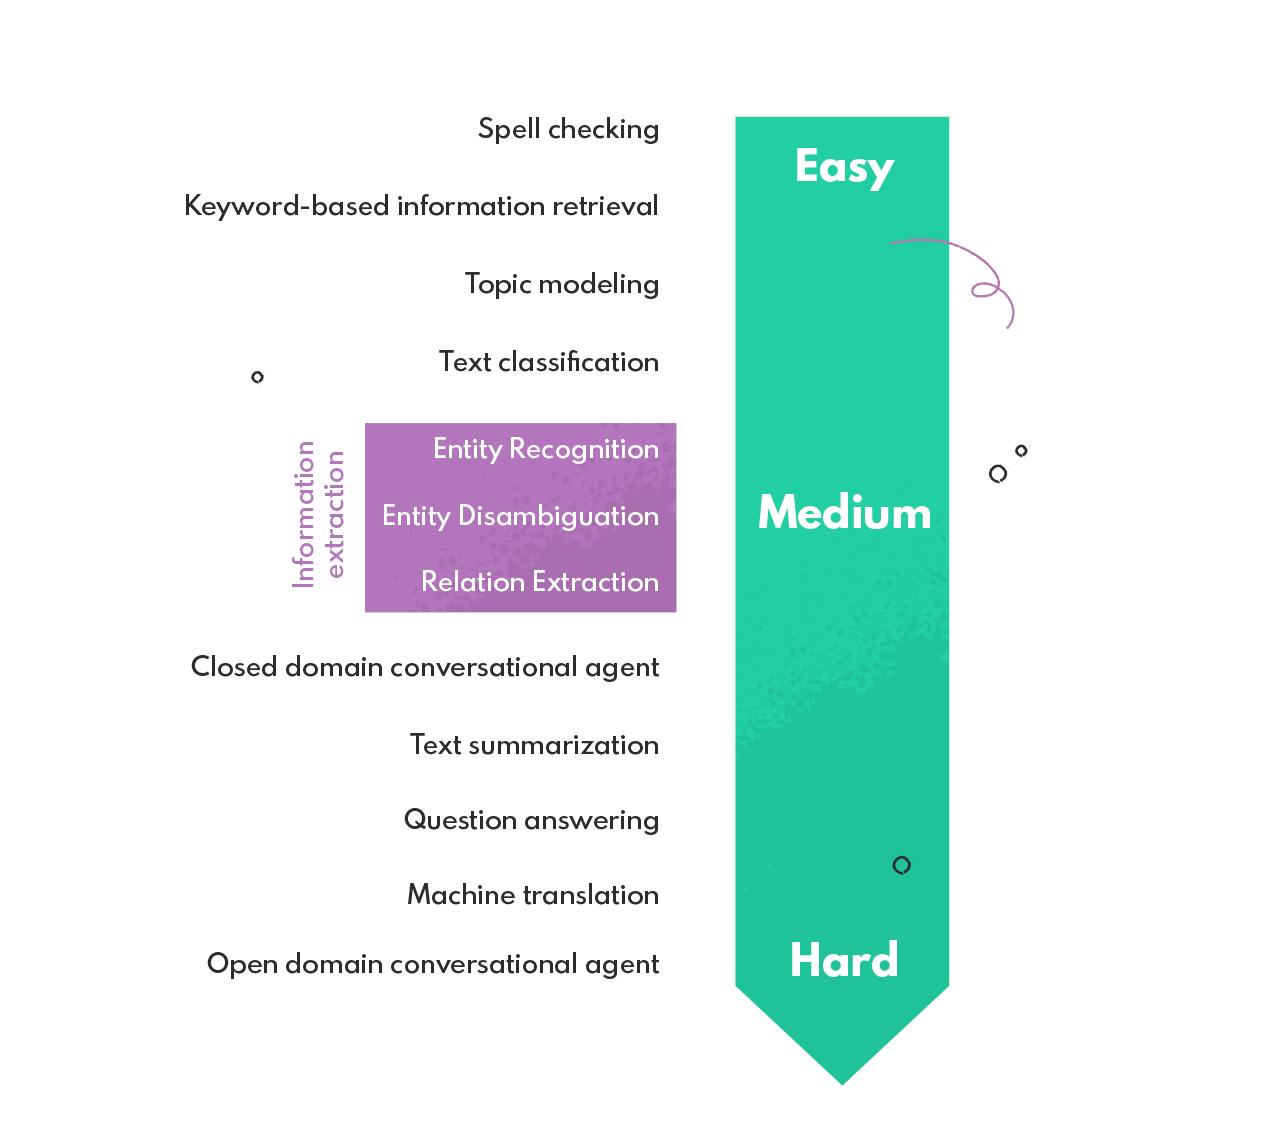 Spell checking
Easy
Keyword-based information retrieval
Topic modeling
Text classification
Information
extraction
Entity Recognition
Entity Disambiguation
Medium
Relation Extraction
Closed domain conversational agent
Text summarization
Question answering
Machine translation
Open domain conversational agent
Hard